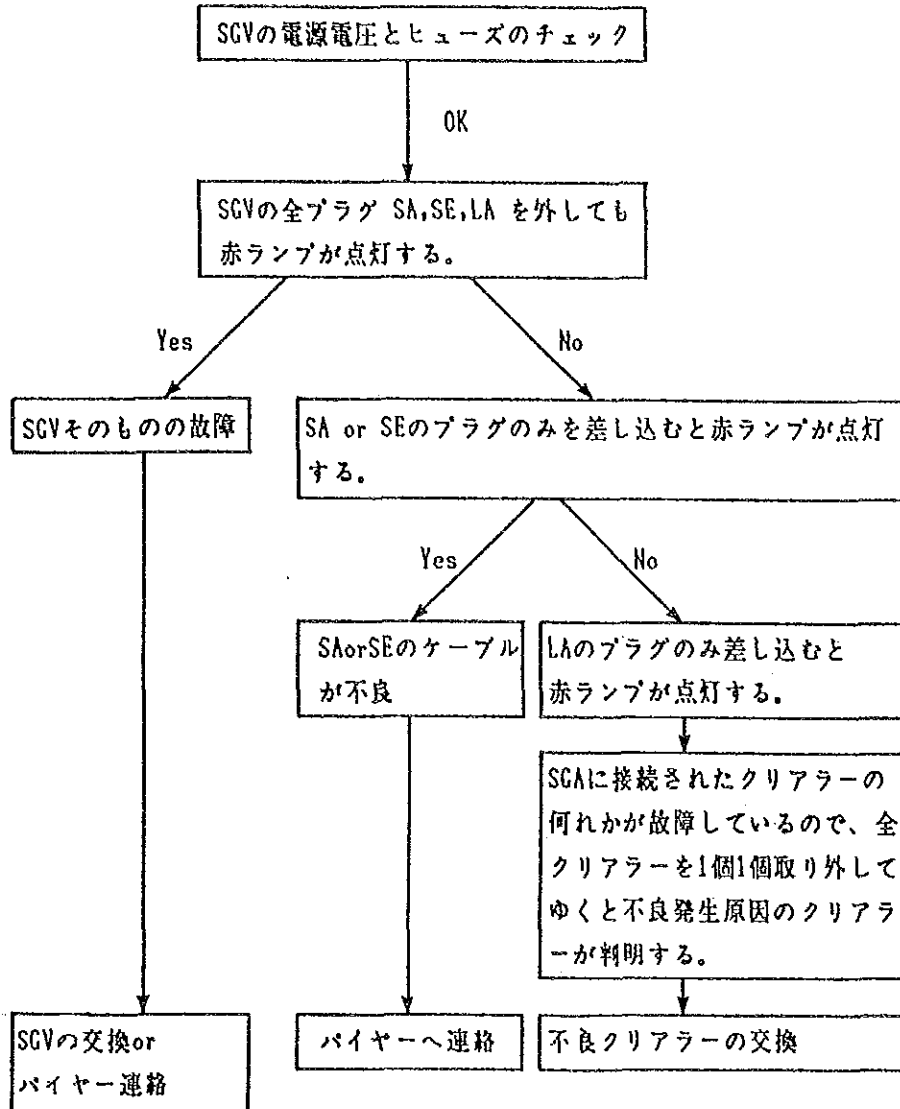 SGVの電源電圧とヒューズのチェック
OK
SGVの全プラグ SA,SE,LA を外しても
赤ランプが点灯する。
Yes
No
SGVそのものの故障
SA or SEのプラグのみを差し込むと赤ランプが点灯
する。
Yes
No
SAorSEのケーブル
が不良
LAのプラグのみ差し込むと
赤ランプが点灯する。
SGAに接続されたクリアラーの
何れかが故障しているので、全
クリアラーを1個1個取り外して
ゆくと不良発生原因のクリアラ
ーが判明する。
SGVの交換or
バイヤー連絡
バイヤーへ連絡
不良クリアラーの交換